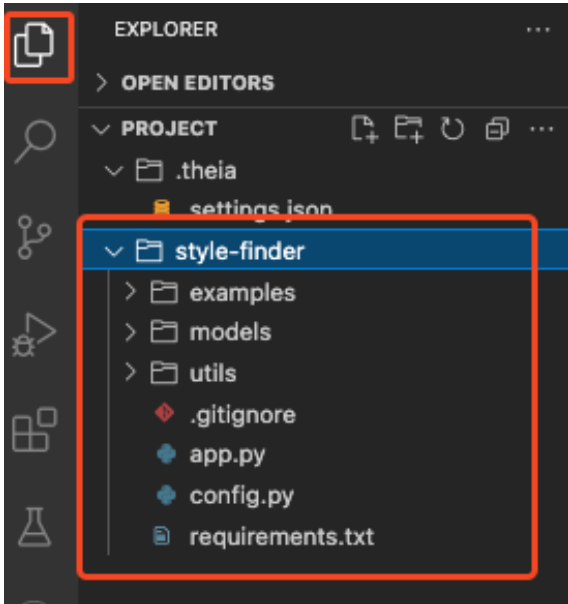 EXPLORER
OPEN EDITORS
PROJECT
.theia
settings.json
style-finder
examples
models
utils
.gitignore
app.py
config.py
requirements.txt